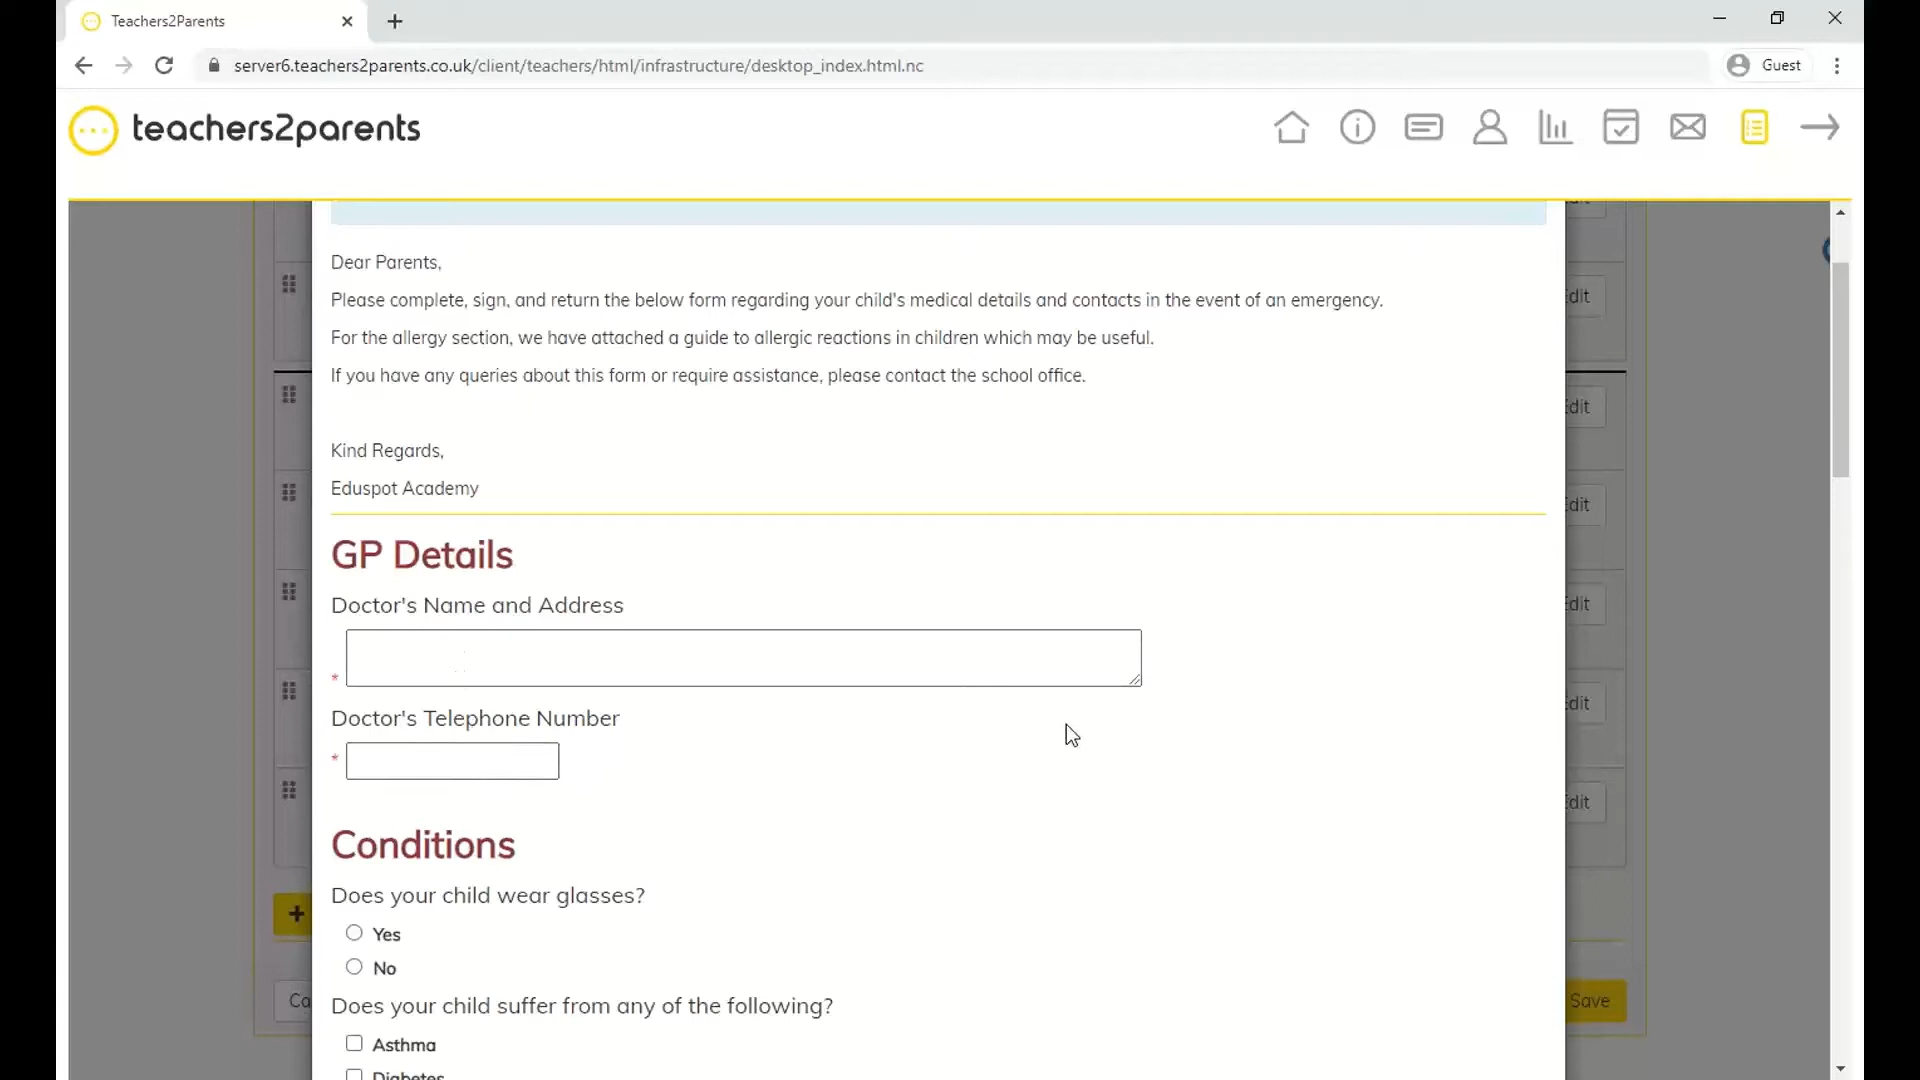 Teachers2Parents
server6.teachers2parents.co.uk/client/teachers/html/infrastructure/desktop_index.html.nc
Guest
teachers2parents
Dear Parents,
Please complete, sign, and return the below form regarding your child's medical details and contacts in the event of an emergency.
For the allergy section, we have attached a guide to allergic reactions in children which may be useful.
If you have any queries about this form or require assistance, please contact the school office.
Kind Regards,
Eduspot Academy
GP Details
Doctor's Name and Address
*
Doctor's Telephone Number
*
Conditions
Does your child wear glasses?
Yes
No
Does your child suffer from any of the following?
Save
Asthma
Diabetes